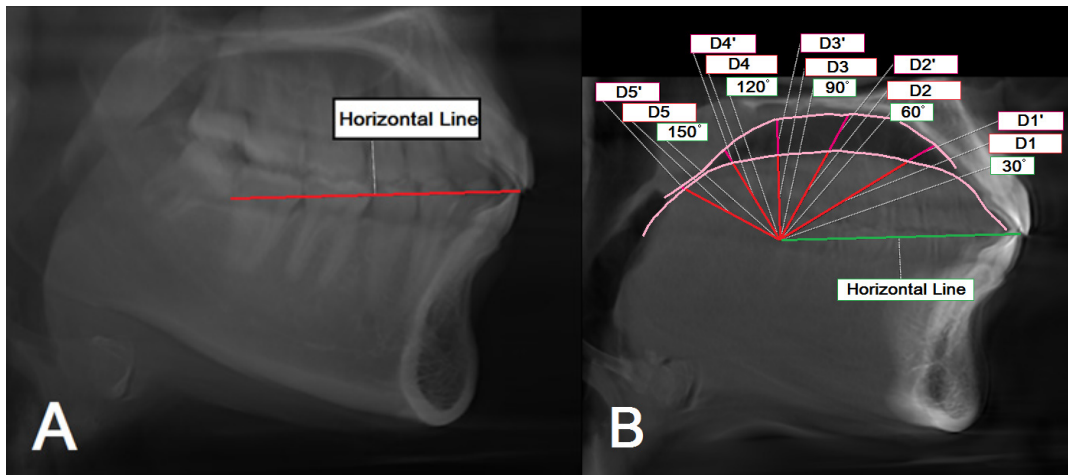 Horizontal Line
A
D4'
D3'
D4
D3
D2'
120°
90°
D2
D5'
D5
60°
150°
D1'
D1
30°
Horizontal Line
B